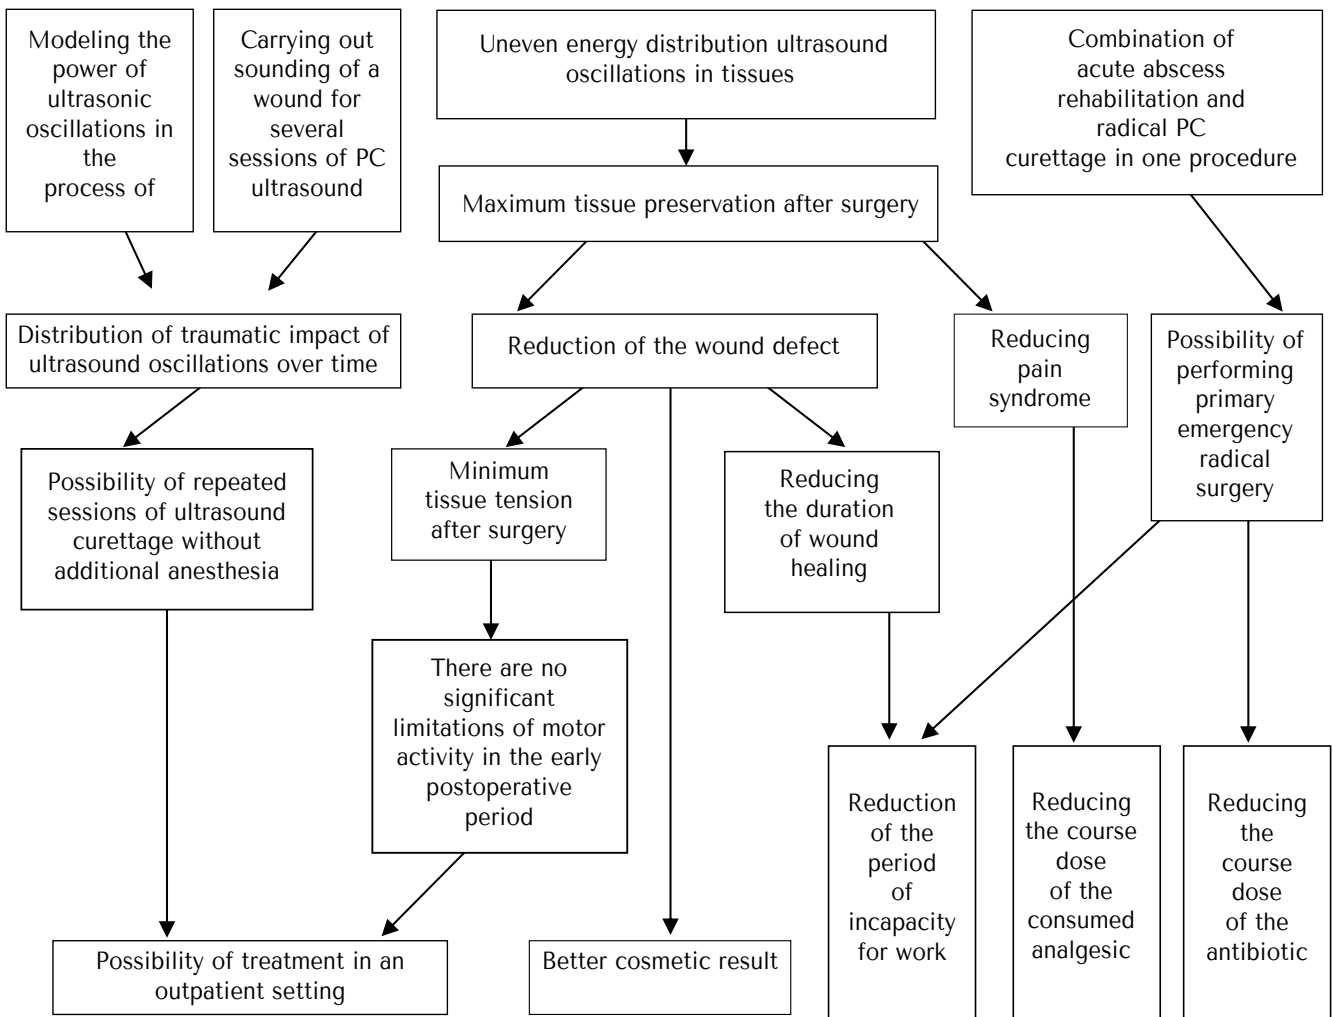 Modeling the
power of
ultrasonic
oscillations in
the
process of
Carrying out
sounding of a
wound for
several
sessions of PC
ultrasound
Uneven energy distribution ultrasound
oscillations in tissues
Combination of
acute abscess
rehabilitation and
radical PC
curettage in one procedure
Maximum tissue preservation after surgery
Distribution of traumatic impact of
ultrasound oscillations over time
Reduction of the wound defect
Reducing
pain
syndrome
Possibility of
performing
primary
emergency
radical
surgery
Possibility of repeated
sessions of ultrasound
curettage without
additional anesthesia
Minimum
tissue tension
after surgery
Reducing
the duration
of wound
healing
There are no
significant
limitations of motor
activity in the early
postoperative
period
Reduction
of the
period
of
incapacity
for work
Reducing
the course
dose
of the
consumed
analgesic
Reducing
the
course
dose
of the
antibiotic
Possibility of treatment in an
outpatient setting
Better cosmetic result